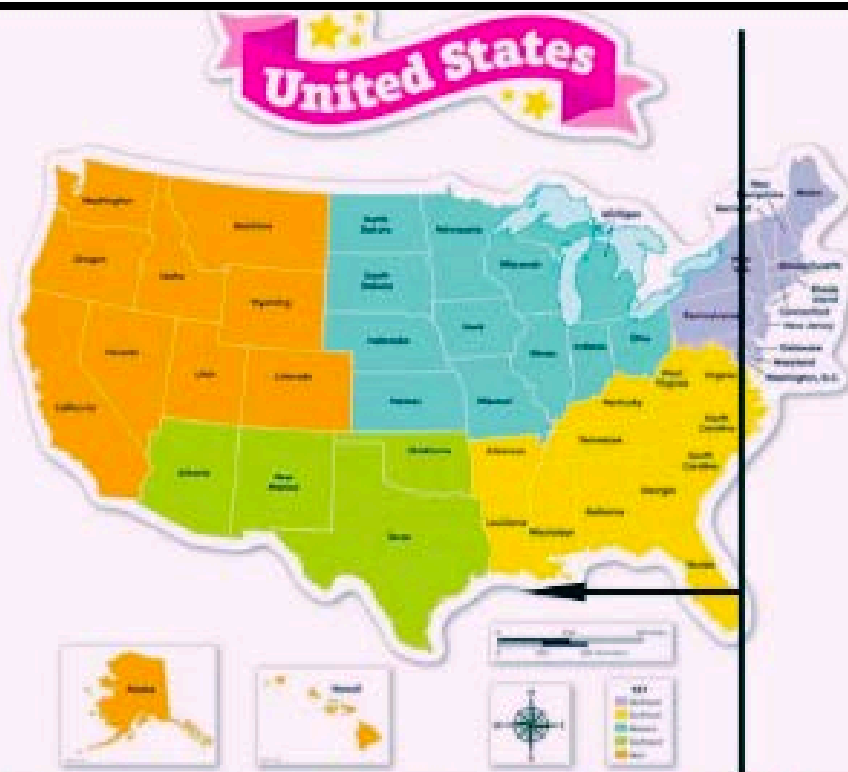 United States
Washington
Montana
North
Dakota
Minnesota
Michigan
New
Hampshire
Maine
Vermont
Oregon
Idaho
South
Dakota
Wisconsin
New
Massachusetts
Rhode
Island
Wyoming
Connecticut
Pennsylvania
New Jersey
Nevada
Nebraska
Iowa
Illinois
Indiana
Ohio
Delaware
Maryland
Washington, D.C.
Utah
Colorado
Kansas
Missouri
West
Virginia
Virginia
California
Kentucky
Carolina
Tennessee
Arizona
New
Mexico
Oklahoma
Arkansas
South
Carolina
Georgia
Texas
Louisiana
Mississippi
Alabama
Florida
Alaska
Hawaii
KEY